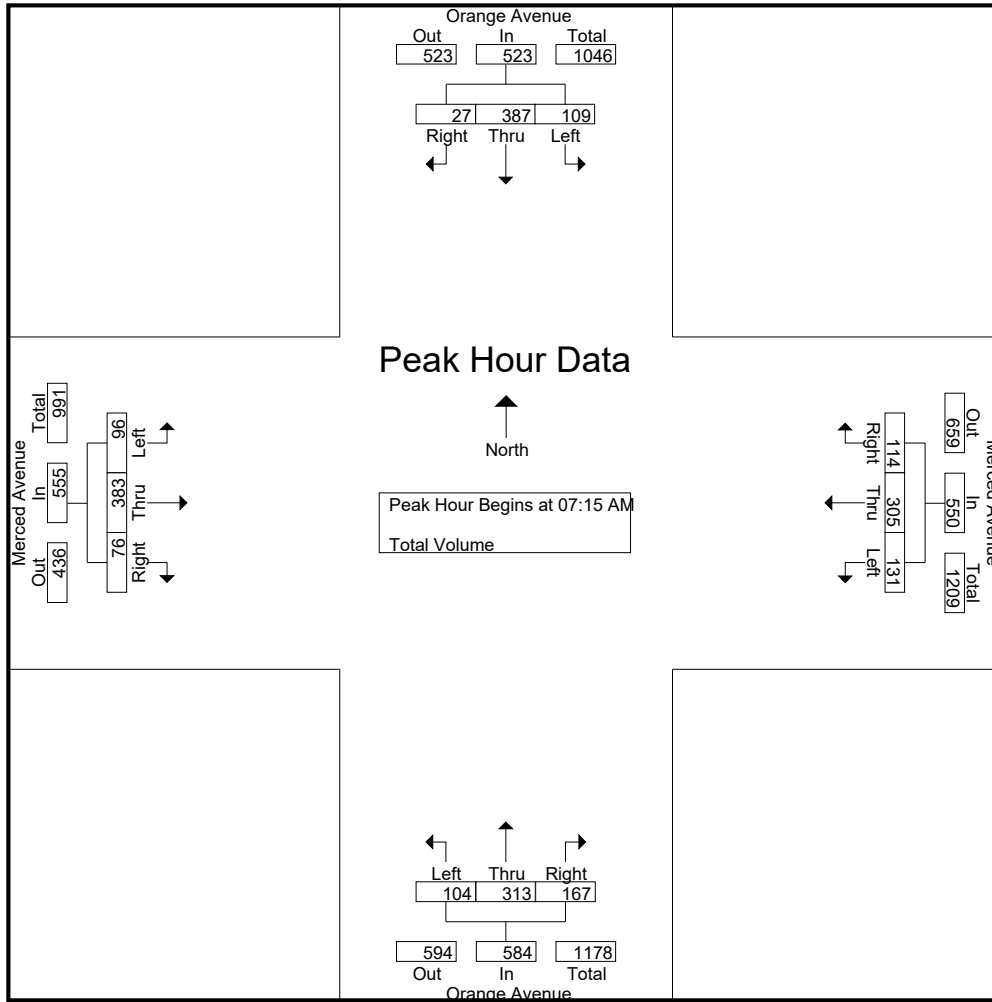 Orange Avenue
Out In Total
523 523 1046
27 387 109
Right Thru Left
Peak Hour Data
North
Peak Hour Begins at 07:15 AM
Total Volume
Merced Avenue
Total In Out
991 555 436
96 383 76
Left Thru Right
Right Thru Left
114 305 131
659 550 1209
Out In Total
Merced Avenue
Left Thru Right
104 313 167
594 584 1178
Out In Total
Orange Avenue